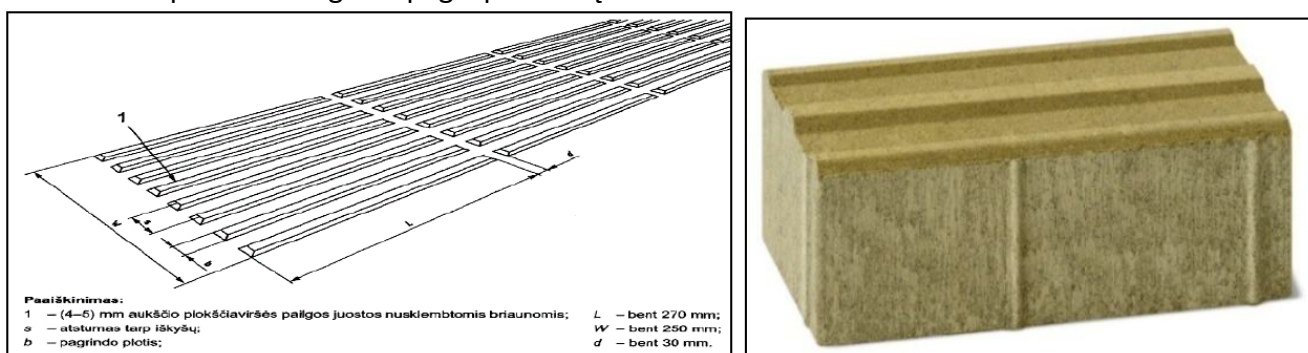 1
w
s
b
L
d
Paaiškinimas:
1 – (4–5) mm aukščio plokščiaviršės pailgos juostos nusklembtomis briaunomis;
s – atstumas tarp iškyšų;
b – pagrindo plotis;
L – bent 270 mm;
W – bent 250 mm;
d – bent 30 mm.